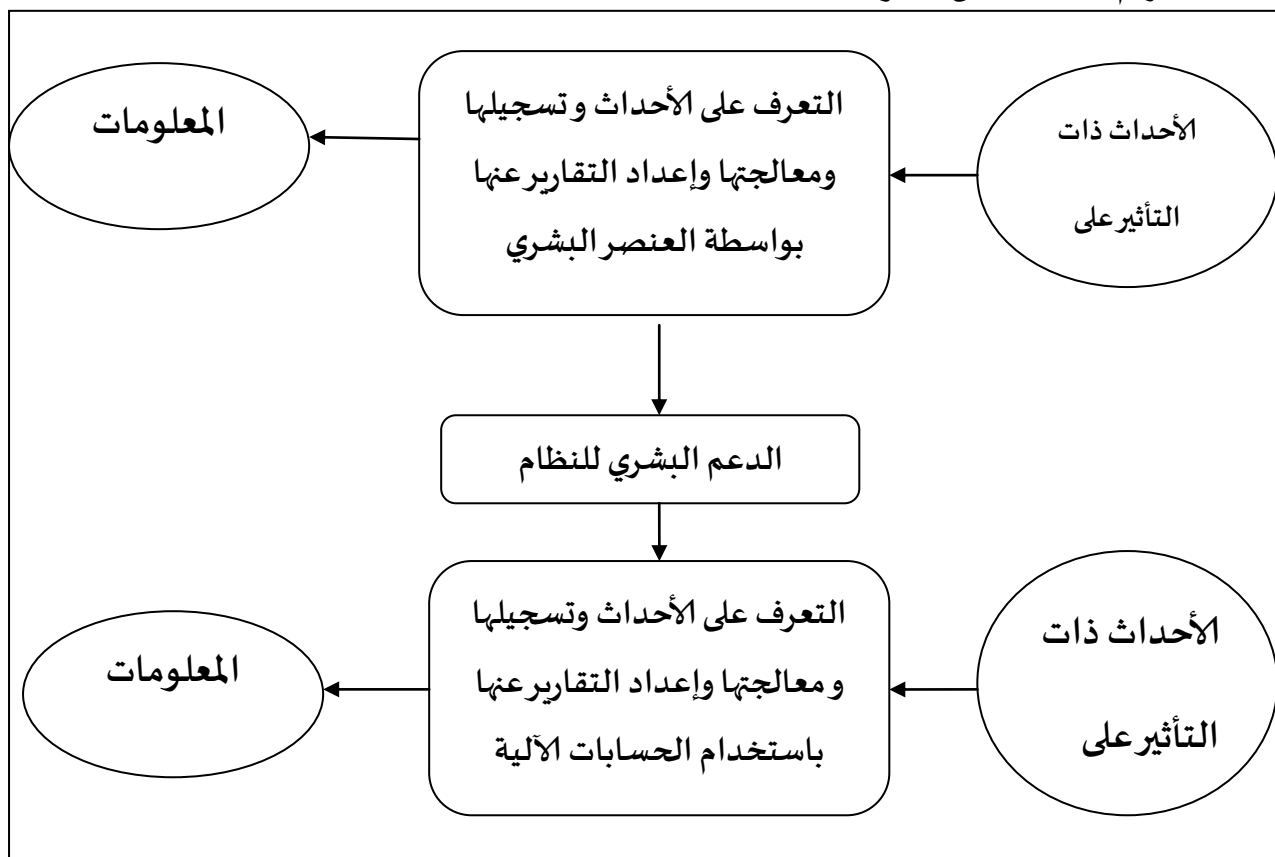 الأحداث ذات
التأثير على
التعرف على الأحداث وتسجيلها
ومعالجتها وإعداد التقارير عنها
بواسطة العنصر البشري
المعلومات
الدعم البشري للنظام
الأحداث ذات
التأثير على
التعرف على الأحداث وتسجيلها
و معالجتها وإعداد التقارير عنها
باستخدام الحسابات الآلية
المعلومات